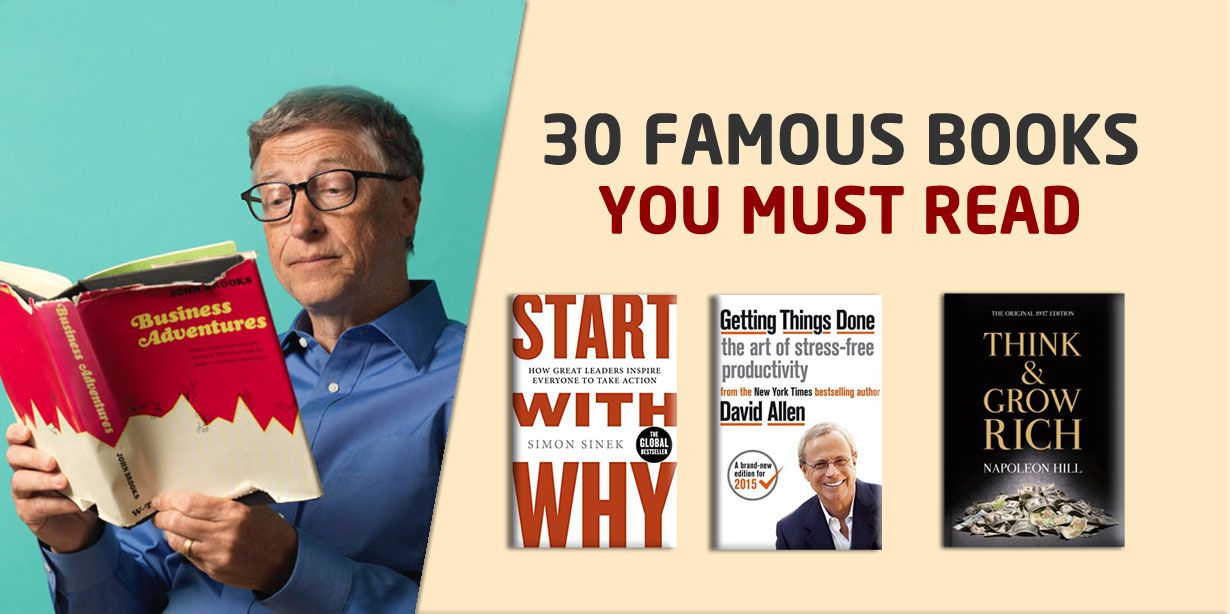 30 FAMOUS BOOKS
YOU MUST READ
JOHN BROOKS
Business
Adventures
Business Adventures
JOHN BROOKS
START
HOW GREAT LEADERS INSPIRE
EVERYONE TO TAKE ACTION
WITH
SIMON SINEK
THE
GLOBAL
BESTSELLER
WHY
Getting Things Done
the art of stress-free
productivity
from the New York Times bestselling author
David Allen
A brand-new
edition for
2015
THE ORIGINAL 1937 EDITION
THINK
&
GROW
RICH
NAPOLEON HILL